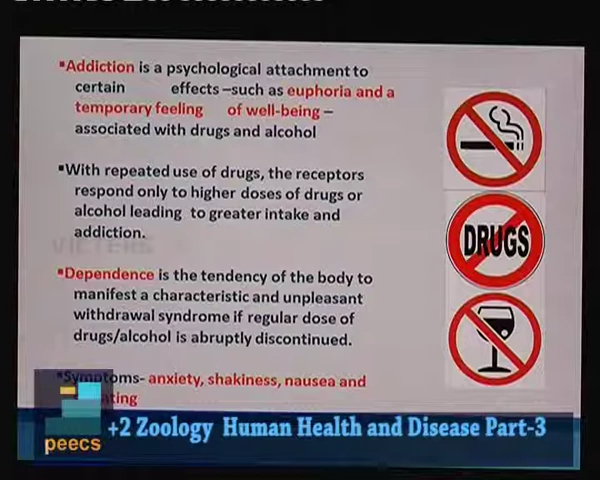 ▪Addiction is a psychological attachment to
certain effects –such as euphoria and a
temporary feeling of well-being –
associated with drugs and alcohol
▪With repeated use of drugs, the receptors
respond only to higher doses of drugs or
alcohol leading to greater intake and
addiction.
VICTERS
▪Dependence is the tendency of the body to
manifest a characteristic and unpleasant
withdrawal syndrome if regular dose of
drugs/alcohol is abruptly discontinued.
▪Symptoms- anxiety, shakiness, nausea and
DRUGS
peecs
+2 Zoology Human Health and Disease Part-3